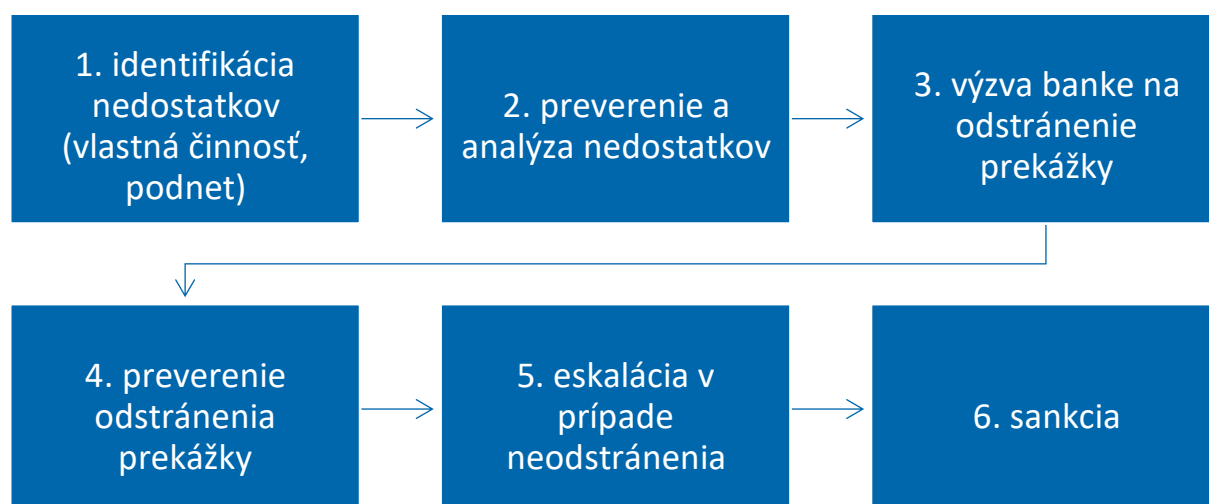 1. identifikácia
nedostatkov
(vlastná činnosť,
podnet)
2. preverenie a
analýza nedostatkov
3. výzva banke na
odstránenie
prekážky
4. preverenie
odstránenia
prekážky
5. eskalácia v
prípade
neodstránenia
6. sankcia